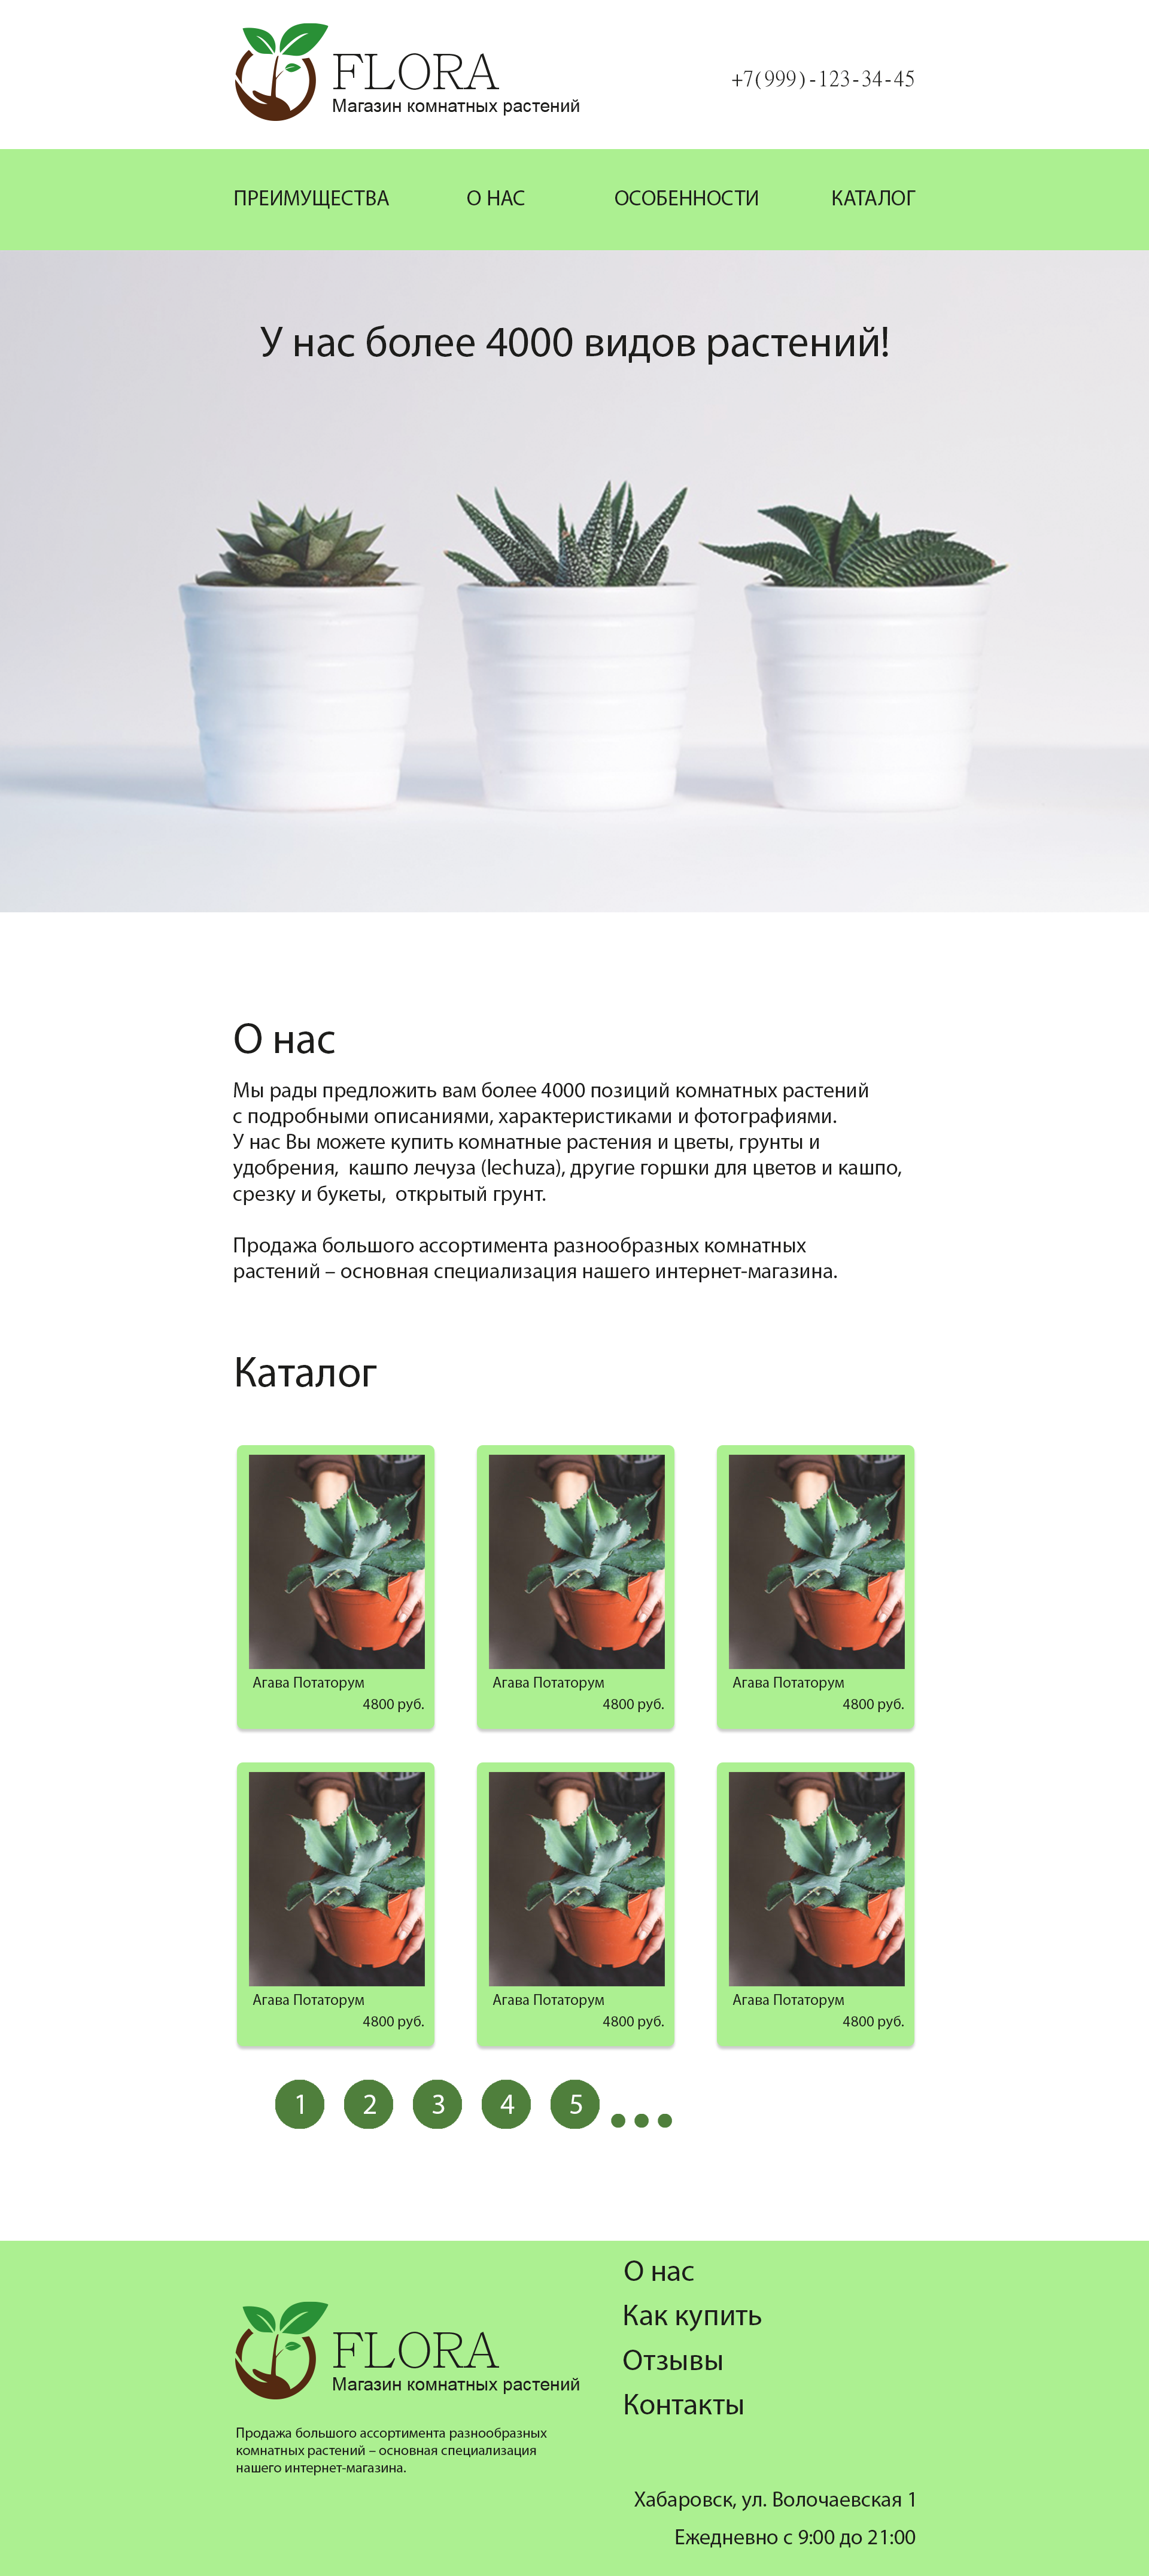 FLORA
Магазин комнатных растений
+7(999)-123-34-45
ПРЕИМУЩЕСТВА О НАС ОСОБЕННОСТИ КАТАЛОГ
У нас более 4000 видов растений!
О нас
Мы рады предложить вам более 4000 позиций комнатных растений
с подробными описаниями, характеристиками и фотографиями.
У нас Вы можете купить комнатные растения и цветы, грунты и
удобрения, кашпо лечуза (lechuza), другие горшки для цветов и кашпо,
срезку и букеты, открытый грунт.
Продажа большого ассортимента разнообразных комнатных
растений – основная специализация нашего интернет-магазина.
Каталог
Агава Потаторум
4800 руб.
Агава Потаторум
4800 руб.
Агава Потаторум
4800 руб.
Агава Потаторум
4800 руб.
Агава Потаторум
4800 руб.
Агава Потаторум
4800 руб.
1 2 3 4 5 ...
FLORA
Магазин комнатных растений
Продажа большого ассортимента разнообразных
комнатных растений – основная специализация
нашего интернет-магазина.
О нас
Как купить
Отзывы
Контакты
Хабаровск, ул. Волочаевская 1
Ежедневно с 9:00 до 21:00